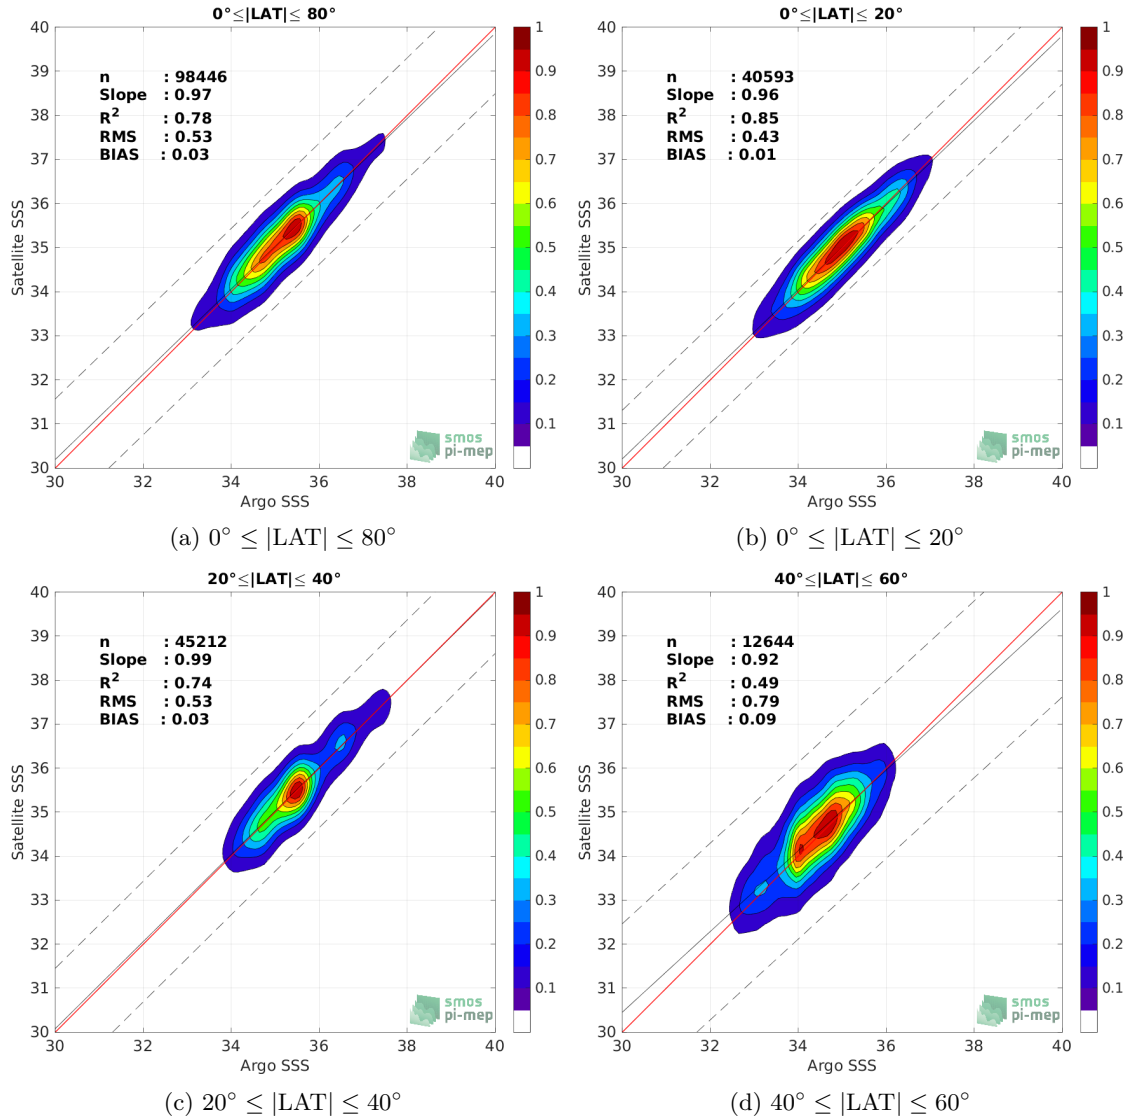 0°≤|LAT|≤ 80°
n : 98446
Slope : 0.97
R² : 0.78
RMS : 0.53
BIAS : 0.03
40
39
38
37
36
35
34
33
32
31
30
30 32 34 36 38 40
Satellite SSS
Argo SSS
1
0.9
0.8
0.7
0.6
0.5
0.4
0.3
0.2
0.1
smos
pi-mep
(a) 0° ≤ |LAT| ≤ 80°
0°≤|LAT|≤ 20°
n : 40593
Slope : 0.96
R² : 0.85
RMS : 0.43
BIAS : 0.01
40
39
38
37
36
35
34
33
32
31
30
30 32 34 36 38 40
Satellite SSS
Argo SSS
1
0.9
0.8
0.7
0.6
0.5
0.4
0.3
0.2
0.1
smos
pi-mep
(b) 0° ≤ |LAT| ≤ 20°
20°≤|LAT|≤ 40°
n : 45212
Slope : 0.99
R² : 0.74
RMS : 0.53
BIAS : 0.03
40
39
38
37
36
35
34
33
32
31
30
30 32 34 36 38 40
Satellite SSS
Argo SSS
1
0.9
0.8
0.7
0.6
0.5
0.4
0.3
0.2
0.1
smos
pi-mep
(c) 20° ≤ |LAT| ≤ 40°
40°≤|LAT|≤ 60°
n : 12644
Slope : 0.92
R² : 0.49
RMS : 0.79
BIAS : 0.09
40
39
38
37
36
35
34
33
32
31
30
30 32 34 36 38 40
Satellite SSS
Argo SSS
1
0.9
0.8
0.7
0.6
0.5
0.4
0.3
0.2
0.1
smos
pi-mep
(d) 40° ≤ |LAT| ≤ 60°